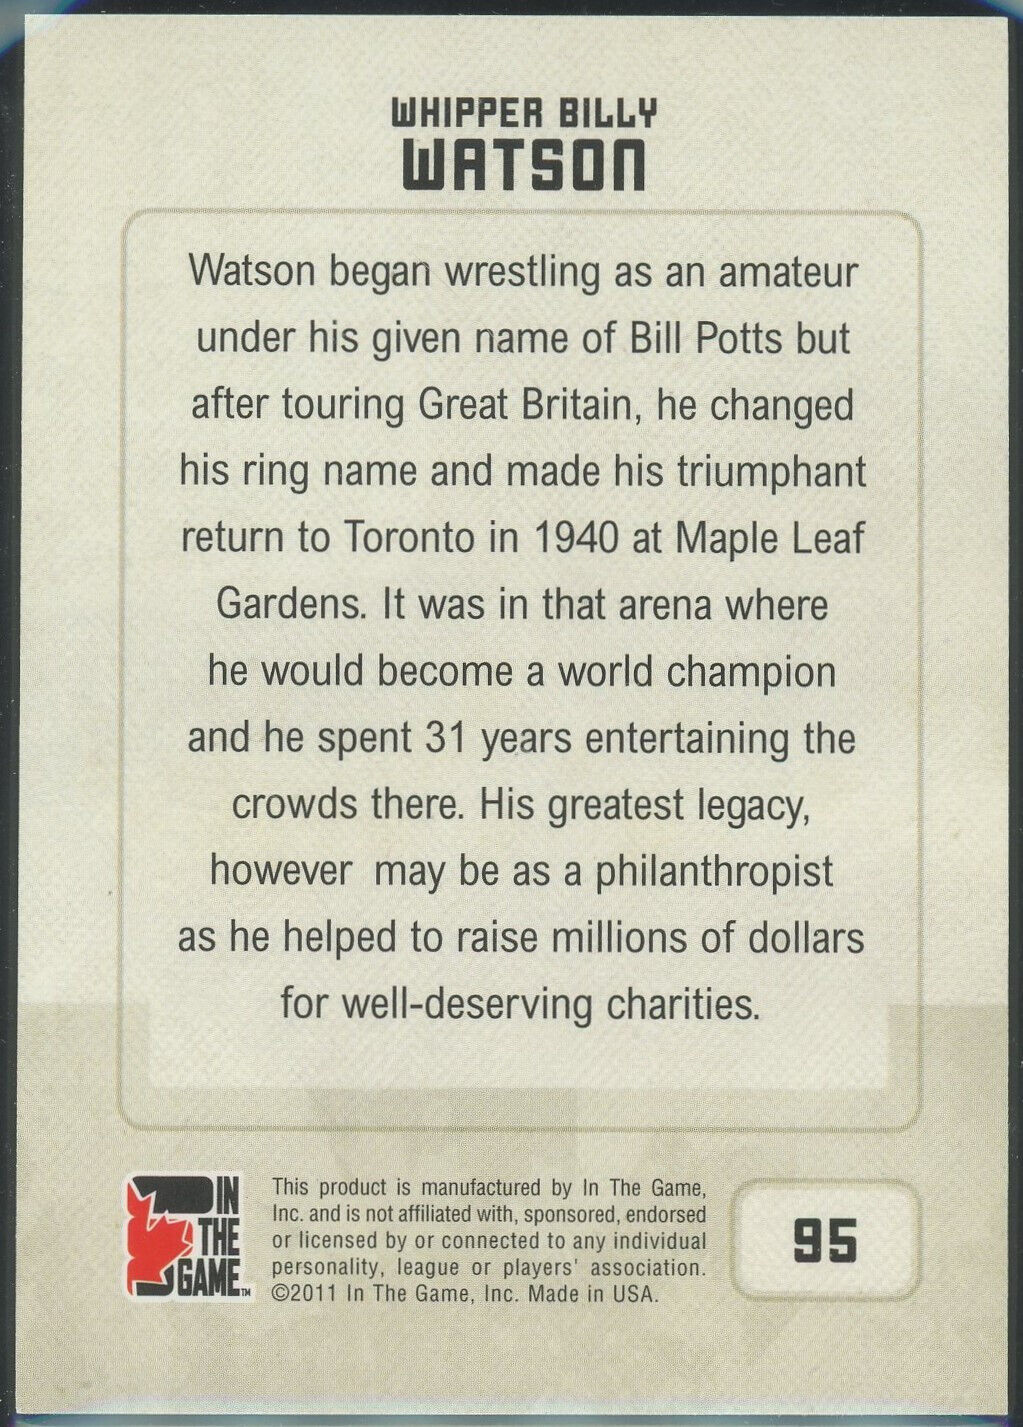 WHIPPER BILLY
WATSON
Watson began wrestling as an amateur
under his given name of Bill Potts but
after touring Great Britain, he changed
his ring name and made his triumphant
return to Toronto in 1940 at Maple Leaf
Gardens. It was in that arena where
he would become a world champion
and he spent 31 years entertaining the
crowds there. His greatest legacy,
however  may be as a philanthropist
as he helped to raise millions of dollars
for well-deserving charities.
IN
THE
GAME™
This product is manufactured by In The Game,
Inc. and is not affiliated with, sponsored, endorsed
or licensed by or connected to any individual
personality, league or players' association.
©2011 In The Game, Inc. Made in USA.
95